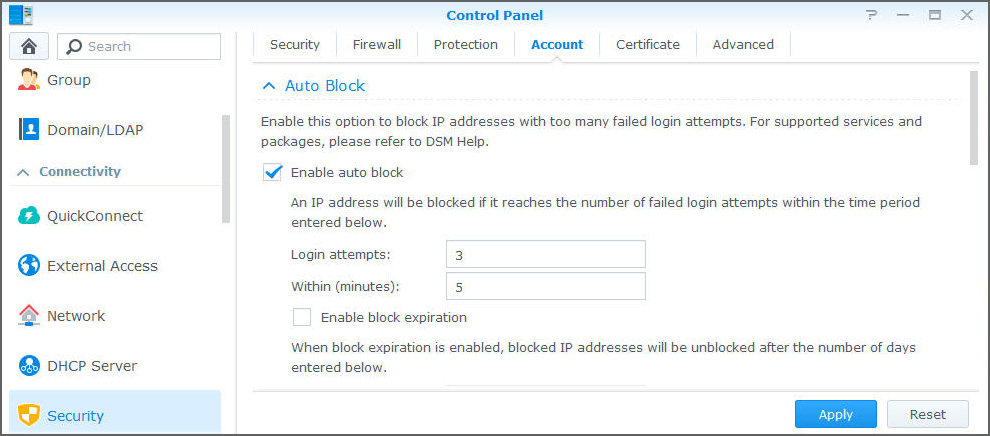 Control Panel
Search
Group
Domain/LDAP
Connectivity
QuickConnect
External Access
Network
DHCP Server
Security
Security
Firewall
Protection
Account
Certificate
Advanced
Auto Block
Enable this option to block IP addresses with too many failed login attempts. For supported services and
packages, please refer to DSM Help.
Enable auto block
An IP address will be blocked if it reaches the number of failed login attempts within the time period
entered below.
Login attempts: 3
Within (minutes): 5
Enable block expiration
When block expiration is enabled, blocked IP addresses will be unblocked after the number of days
entered below.
Apply
Reset